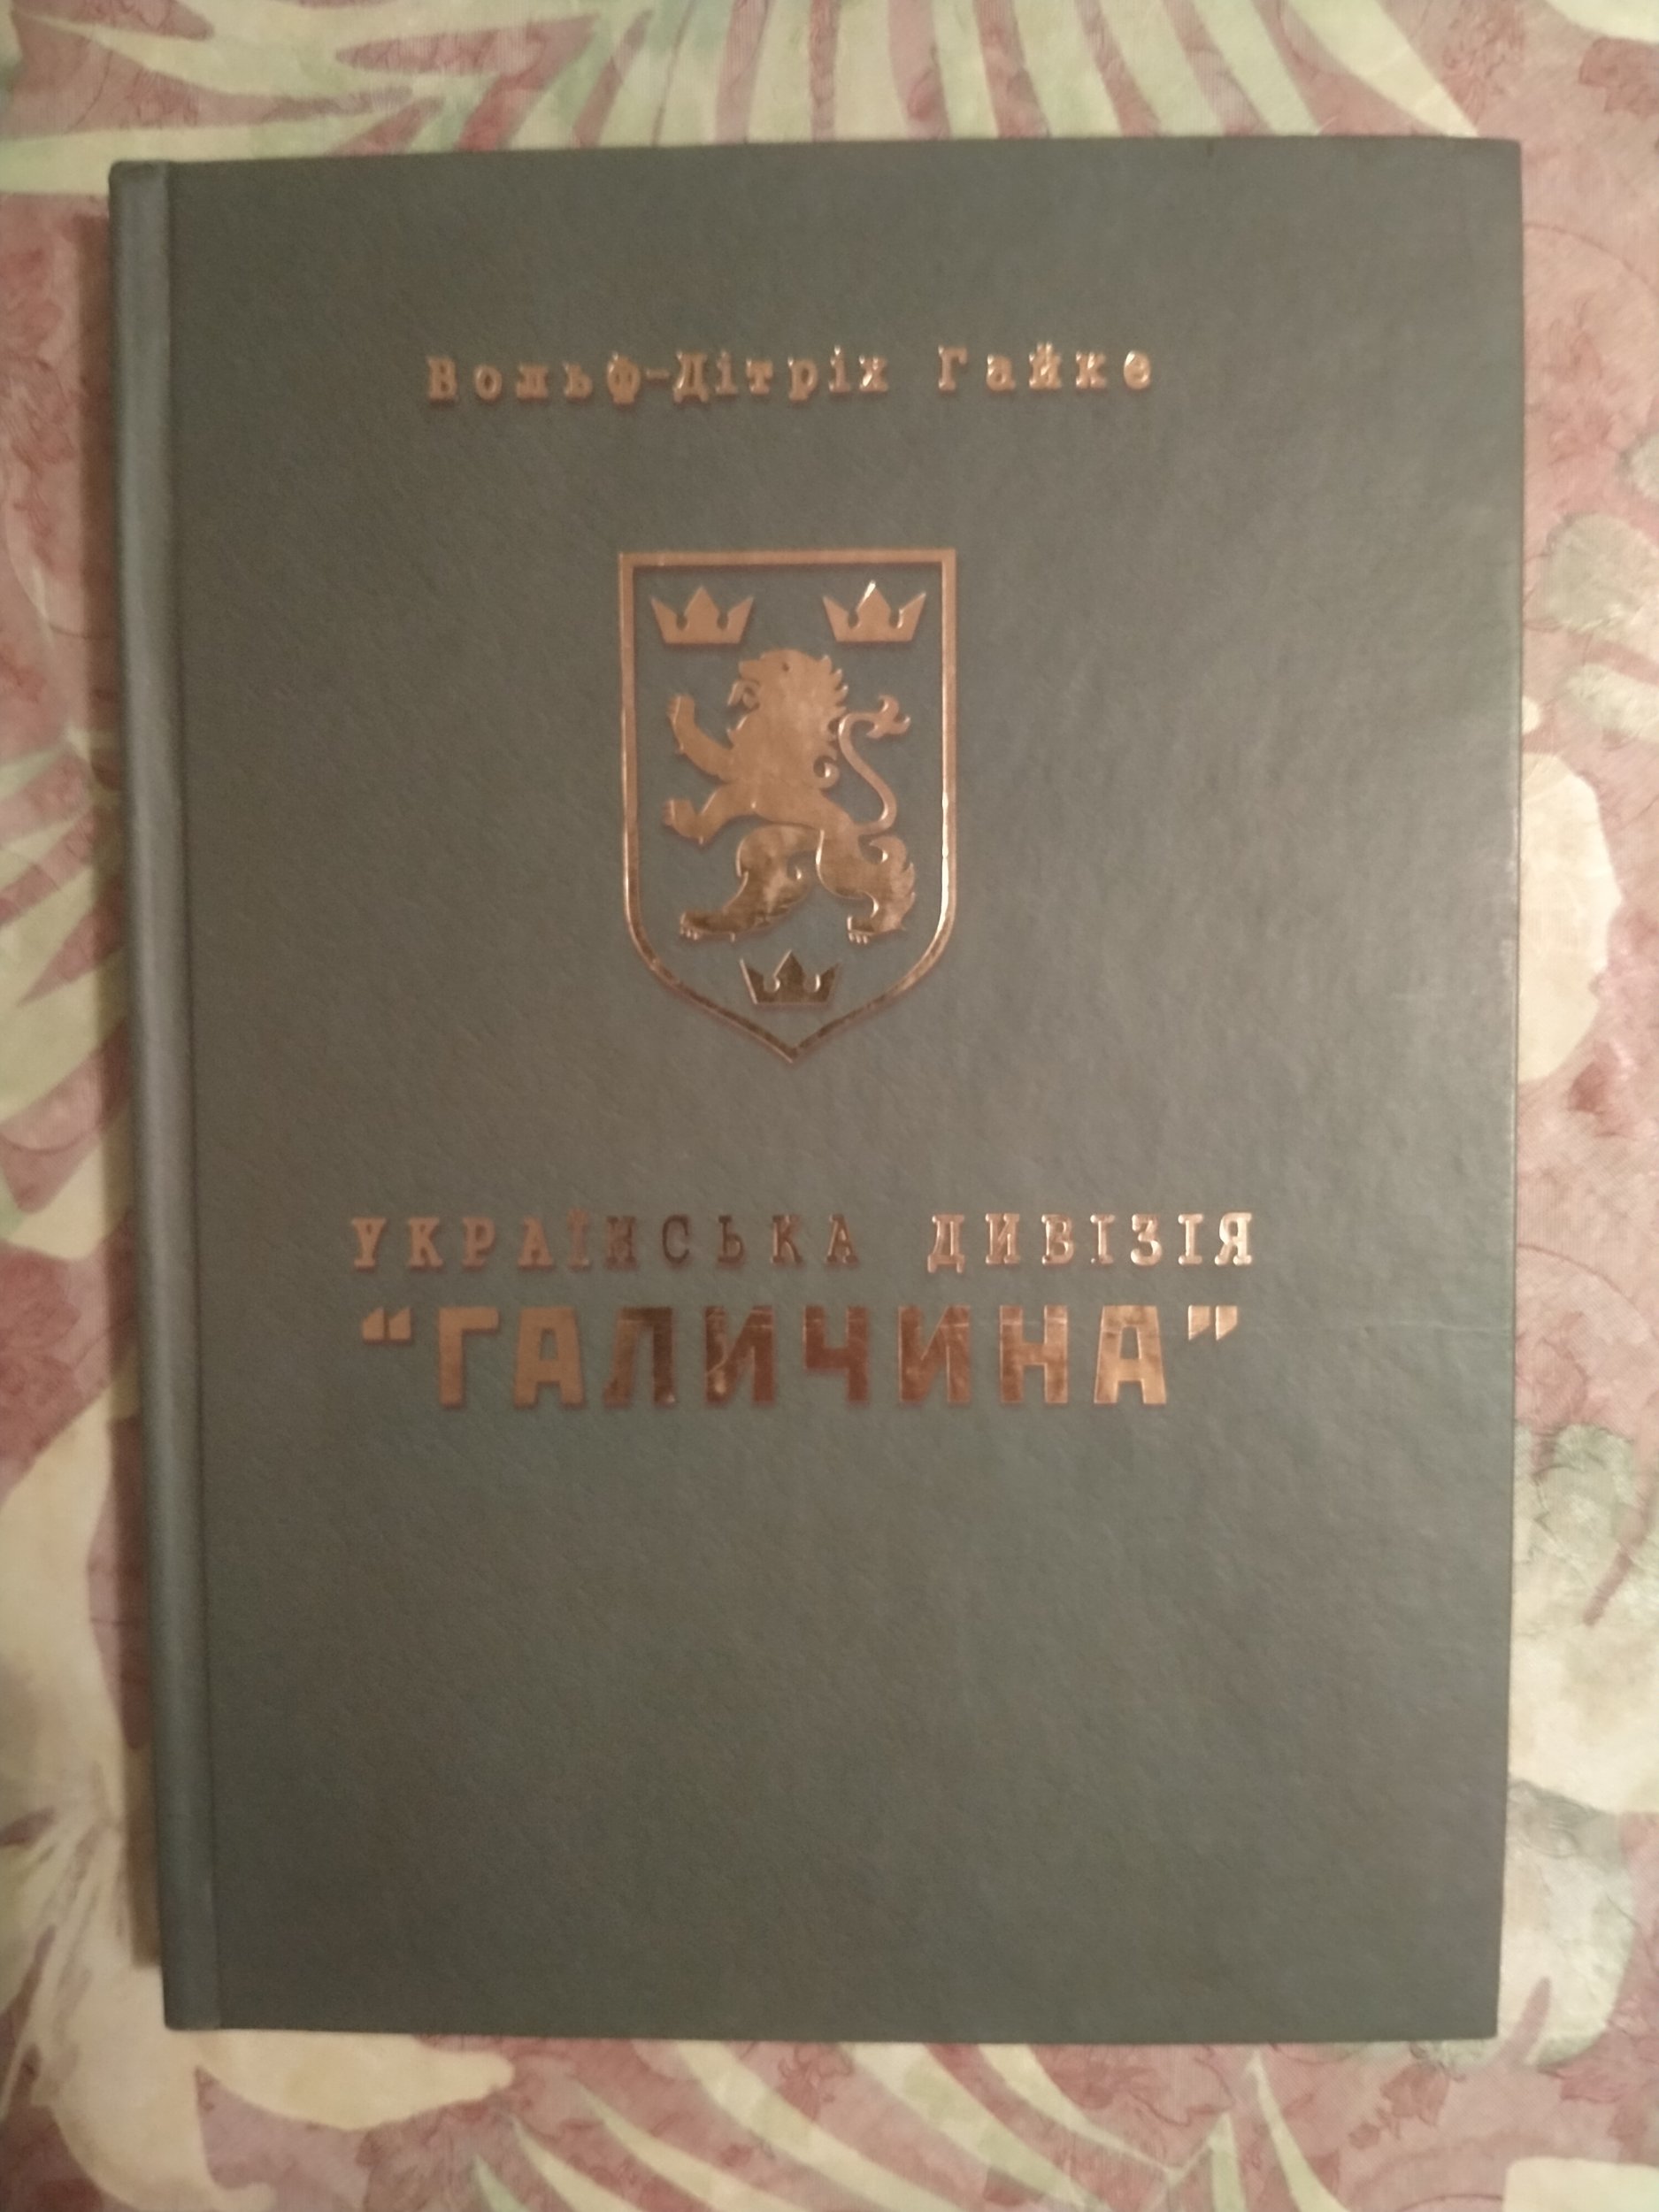 Вольф-Дітріх Гайке
УКРАЇНСЬКА ДИВІЗІЯ
“ГАЛИЧИНА”